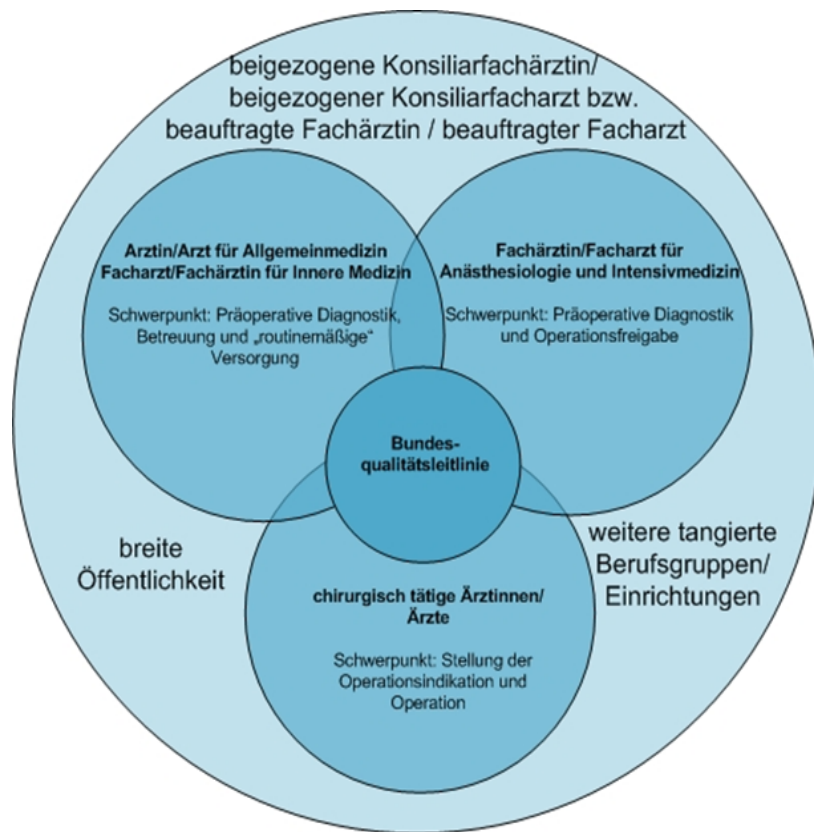 beigezogene Konsiliarfachärztin/
beigezogener Konsiliarfacharzt bzw.
beauftragte Fachärztin / beauftragter Facharzt
Arztin/Arzt für Allgemeinmedizin
Facharzt/Fachärztin für Innere Medizin
Schwerpunkt: Präoperative Diagnostik,
Betreuung und „routinemäßige“
Versorgung
Fachärztin/Facharzt für
Anästhesiologie und Intensivmedizin
Schwerpunkt: Präoperative Diagnostik
und Operationsfreigabe
Bundes-
qualitätsleitlinie
breite
Öffentlichkeit
weitere tangierte
Berufsgruppen/
Einrichtungen
chirurgisch tätige Ärztinnen/
Ärzte
Schwerpunkt: Stellung der
Operationsindikation und
Operation